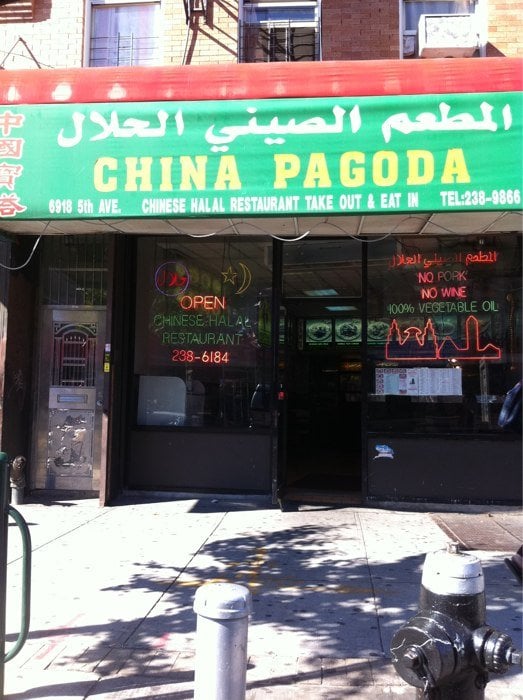 中國寶塔
المطعم الصيني الحلال
CHINA PAGODA
6918 5th AVE. CHINESE HALAL RESTAURANT TAKE OUT & EAT IN TEL:238-9866
حلال
OPEN
CHINESE HALAL
RESTAURANT
238-6184
المطعم الصيني الحلال
NO PORK
NO WINE
100% VEGETABLE OIL